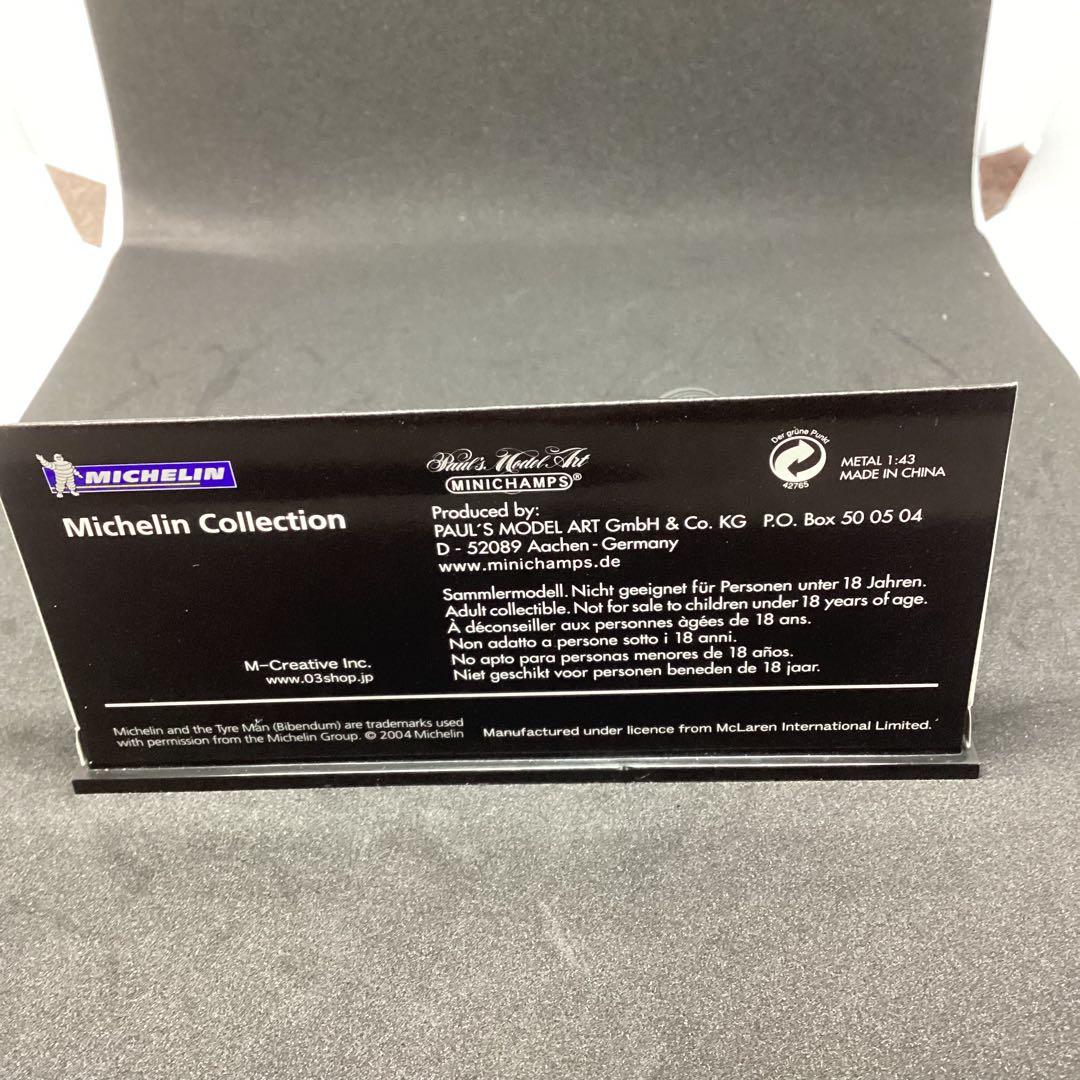 MICHELIN
Michelin Collection
M-Creative Inc.
www.03shop.jp
Paul's Model Art
MINICHAMPS®
Der grüne Punkt
42765
METAL 1:43
MADE IN CHINA
Produced by:
PAUL´S MODEL ART GmbH & Co. KG P.O. Box 50 05 04
D - 52089 Aachen - Germany
www.minichamps.de
Sammlermodell. Nicht geeignet für Personen unter 18 Jahren.
Adult collectible. Not for sale to children under 18 years of age.
À déconseiller aux personnes àgées de 18 ans.
Non adatto a persone sotto i 18 anni.
No apto para personas menores de 18 años.
Niet geschikt voor personen beneden de 18 jaar.
Michelin and the Tyre Man (Bibendum) are trademarks used
with permission from the Michelin Group. © 2004 Michelin
Manufactured under licence from McLaren International Limited.